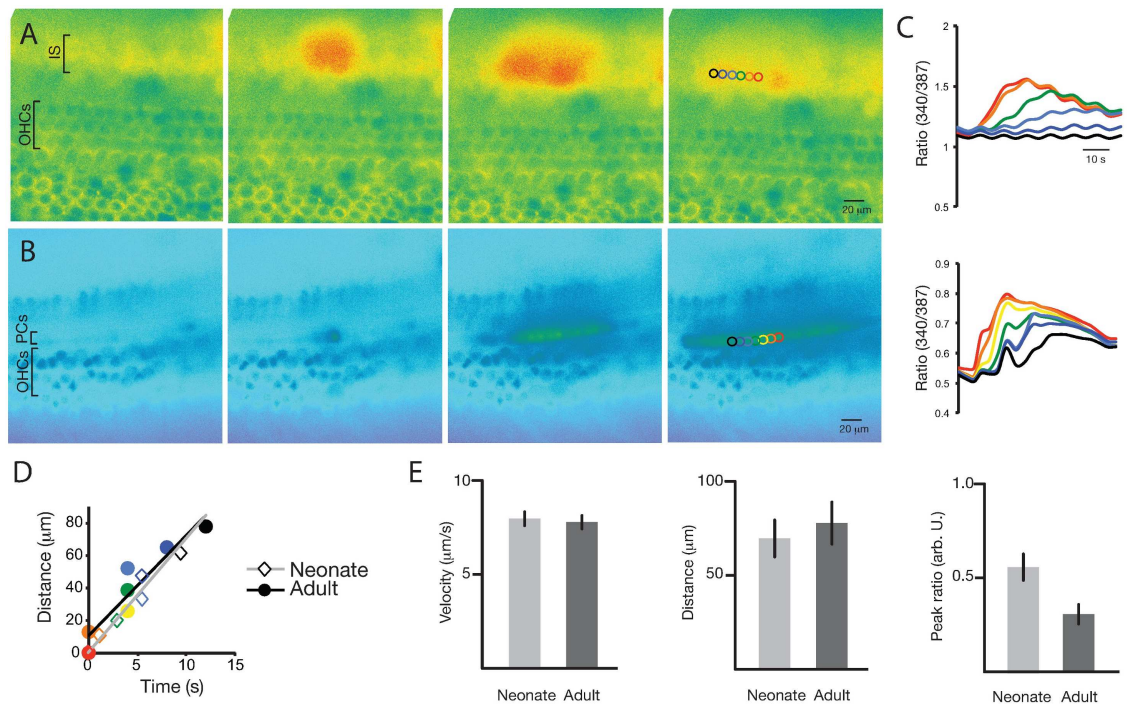 A
IS
OHCs
20 μm
B
PCs
OHCs
20 μm
C
Ratio (340/387)
2
1.5
1
0.5
10 s
Ratio (340/387)
0.9
0.8
0.7
0.6
0.5
0.4
D
Distance (μm)
80
60
40
20
0
0 5 10 15
Time (s)
Neonate
Adult
E
Velocity (μm/s)
10
5
Neonate Adult
Distance (μm)
100
50
Neonate Adult
Peak ratio (arb. U.)
1.0
0.5
Neonate Adult